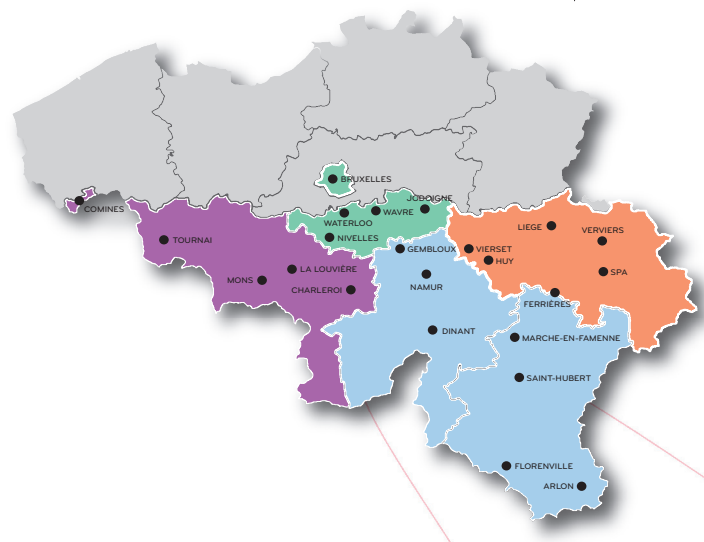 BRUXELLES
JODOIGNE
COMINES
WAVRE
WATERLOO
LIEGE
VERVIERS
TOURNAI
NIVELLES
GEMBLOUX
VIERSET
HUY
LA LOUVIÈRE
SPA
MONS
CHARLEROI
NAMUR
FERRIÈRES
DINANT
MARCHE-EN-FAMENNE
SAINT-HUBERT
FLORENVILLE
ARLON